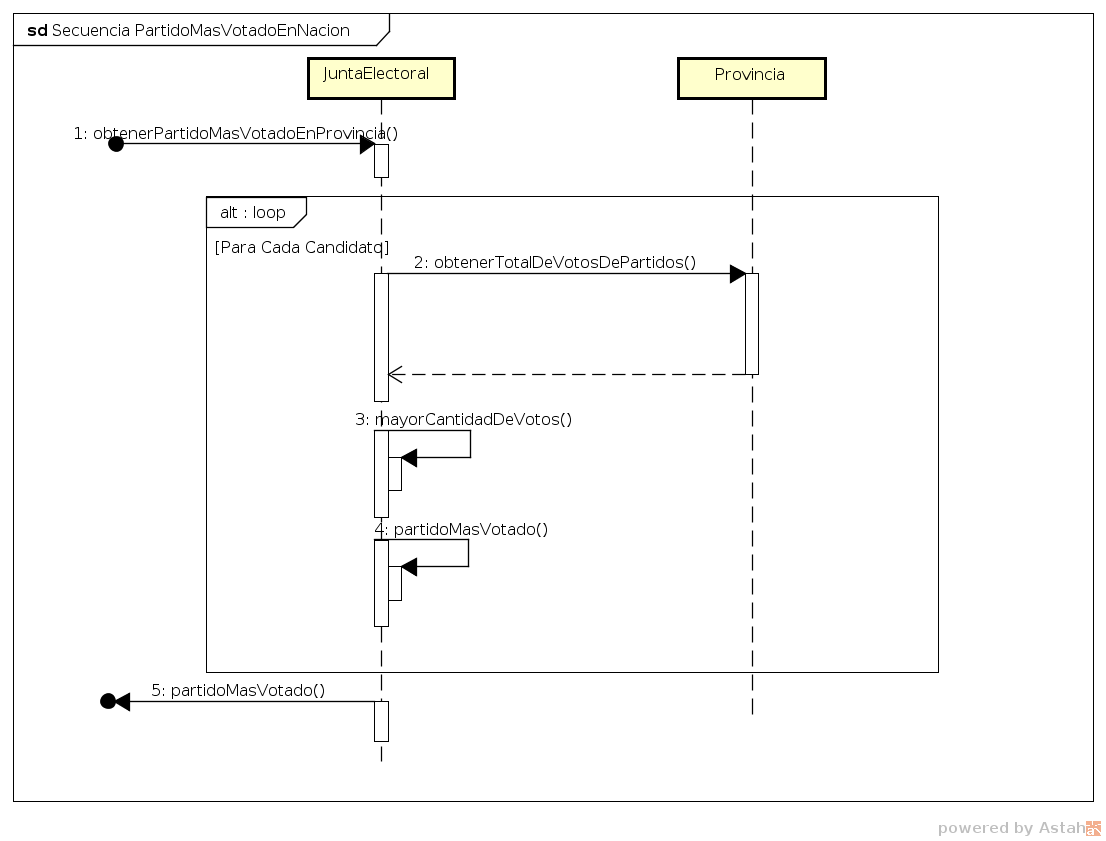 sd Secuencia PartidoMasVotadoEnNacion
JuntaElectoral
Provincia
1: obtenerPartidoMasVotadoEnProvincia()
alt : loop
[Para Cada Candidato]
2: obtenerTotalDeVotosDePartidos()
3: mayorCantidadDeVotos()
4: partidoMasVotado()
5: partidoMasVotado()
powered by Astah